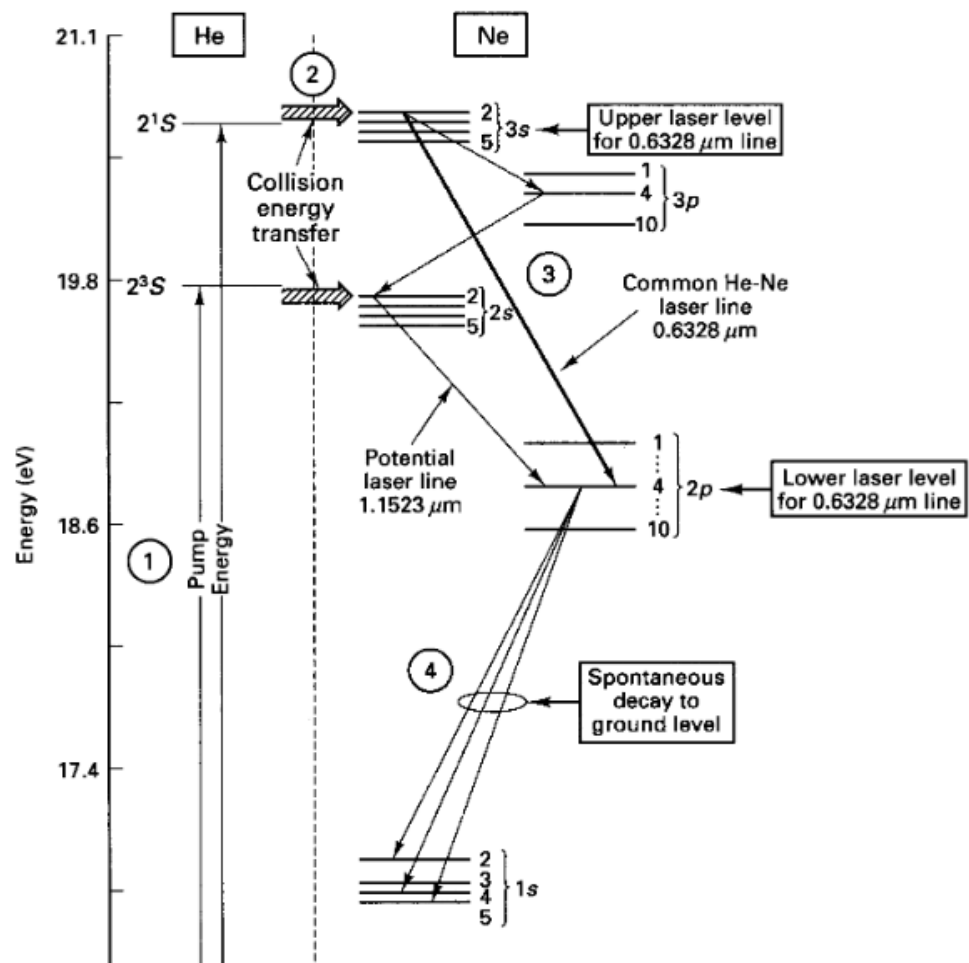 He
Ne
21.1
19.8
18.6
17.4
Energy (eV)
1
Pump
Energy
2¹S
2³S
2
Collision
energy
transfer
2
5
3s
Upper laser level
for 0.6328 μm line
1
4
10
3p
2
5
2s
3
Common He-Ne
laser line
0.6328 μm
Potential
laser line
1.1523 μm
1
4
10
2p
Lower laser level
for 0.6328 μm line
4
Spontaneous
decay to
ground level
2
3
4
5
1s